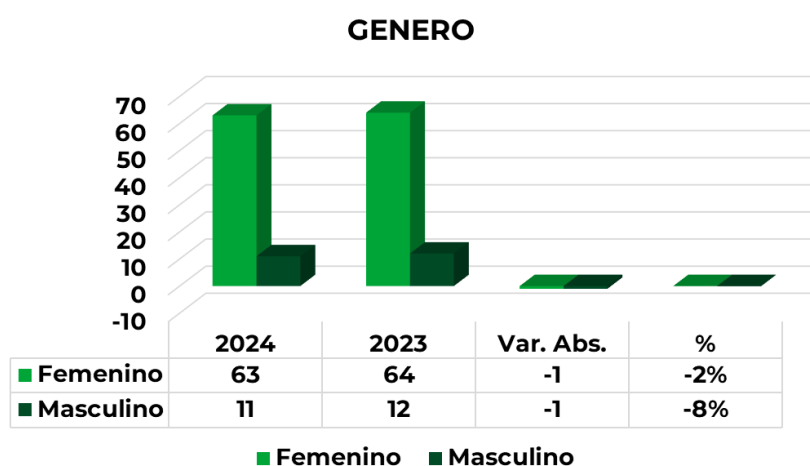 GENERO
70
60
50
40
30
20
10
0
-10
2024 2023 Var. Abs. %
Femenino 63 64 -1 -2%
Masculino 11 12 -1 -8%
Femenino Masculino